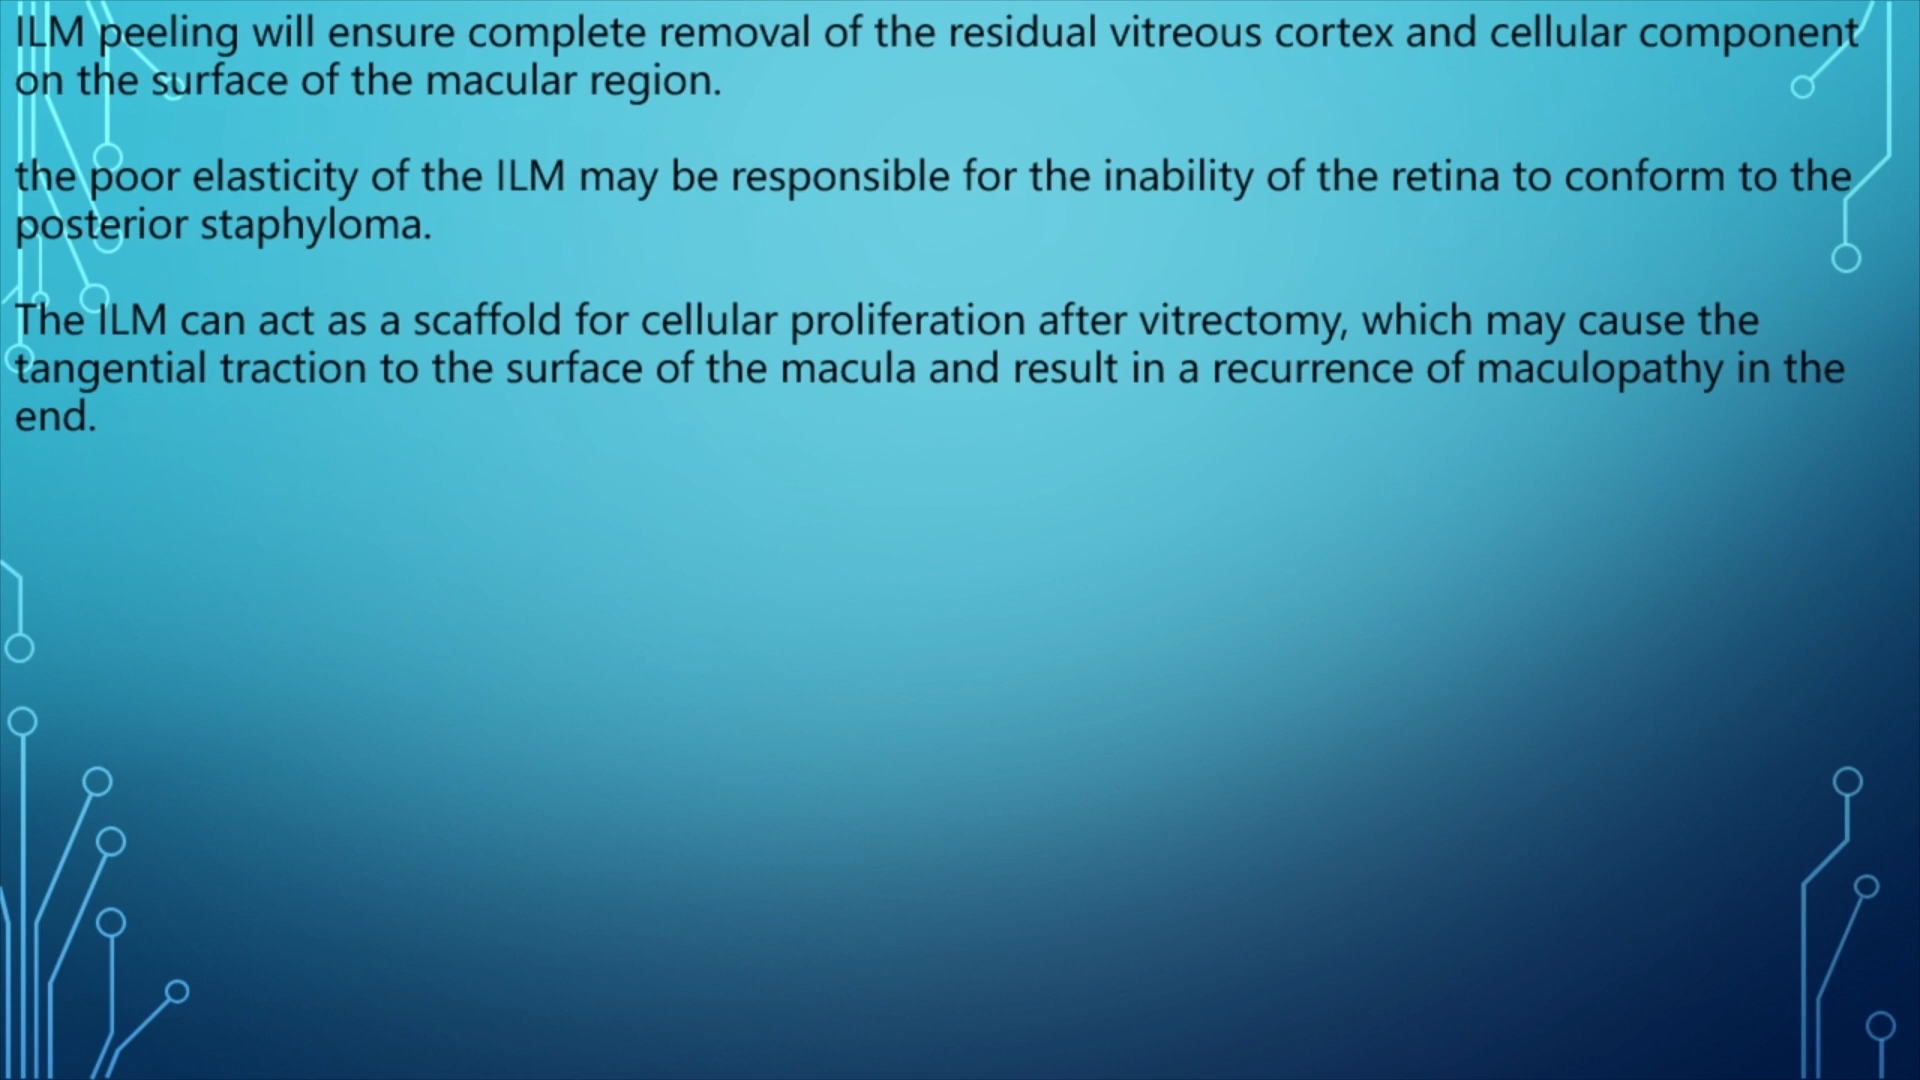 ILM peeling will ensure complete removal of the residual vitreous cortex and cellular component
on the surface of the macular region.
the poor elasticity of the ILM may be responsible for the inability of the retina to conform to the
posterior staphyloma.
The ILM can act as a scaffold for cellular proliferation after vitrectomy, which may cause the
tangential traction to the surface of the macula and result in a recurrence of maculopathy in the
end.